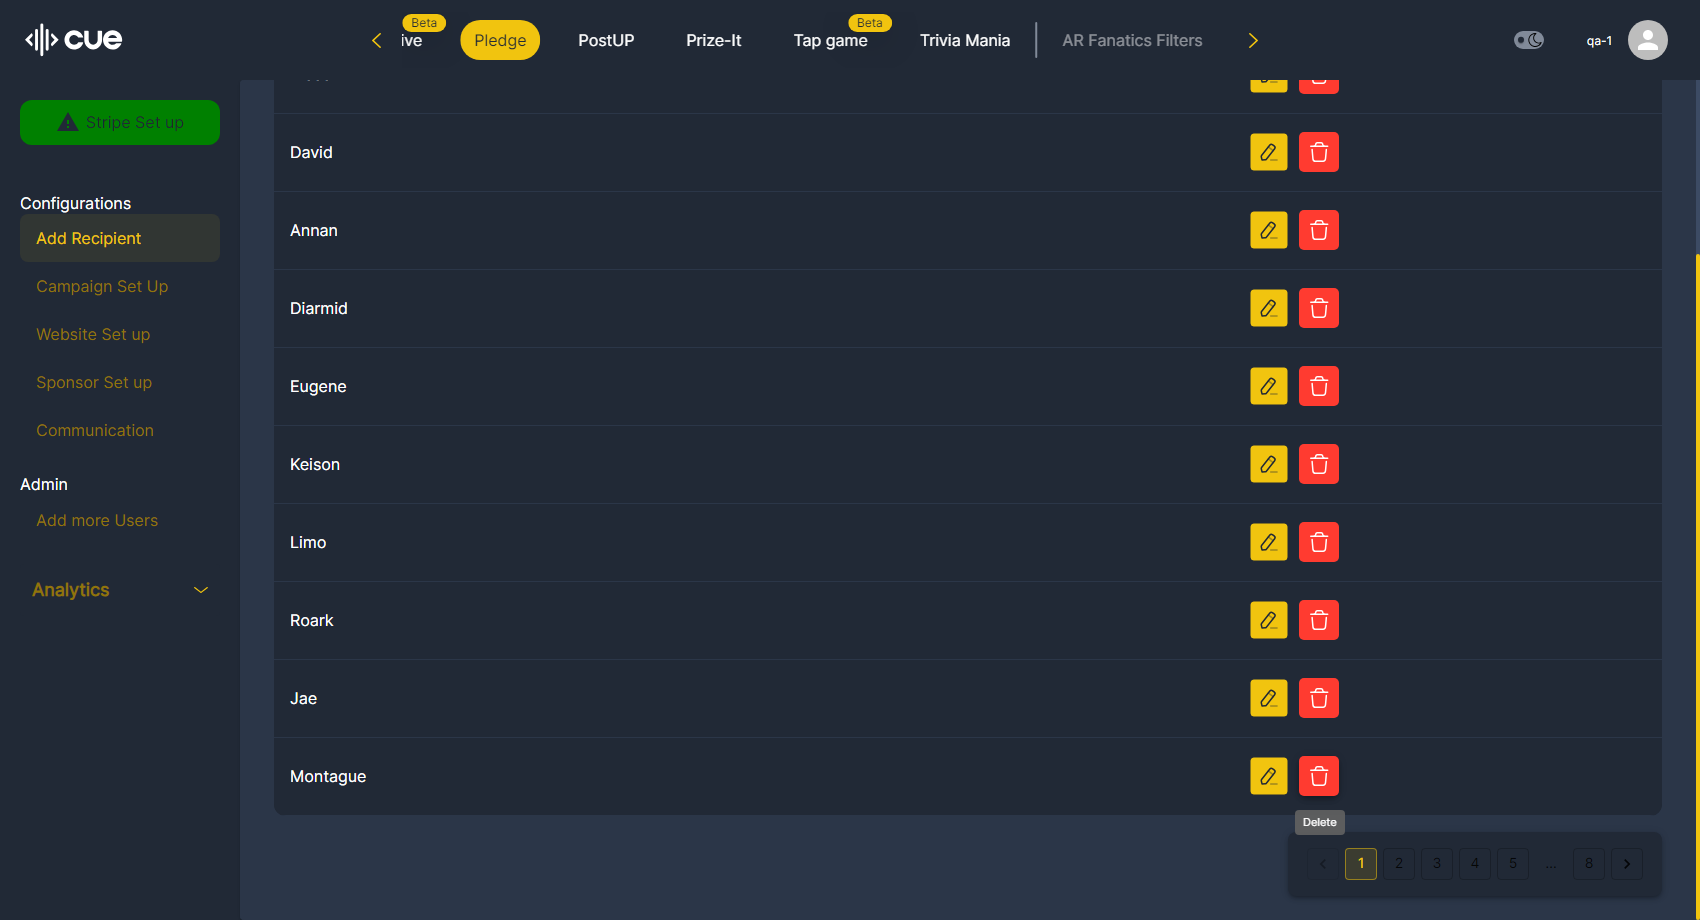 cue
Beta
ive
Pledge
PostUP
Prize-It
Beta
Tap game
Trivia Mania
AR Fanatics Filters
qa-1
Stripe Set up
Configurations
Add Recipient
Campaign Set Up
Website Set up
Sponsor Set up
Communication
Admin
Add more Users
Analytics
David
Annan
Diarmid
Eugene
Keison
Limo
Roark
Jae
Montague
Delete
1 2 3 4 5 ... 8